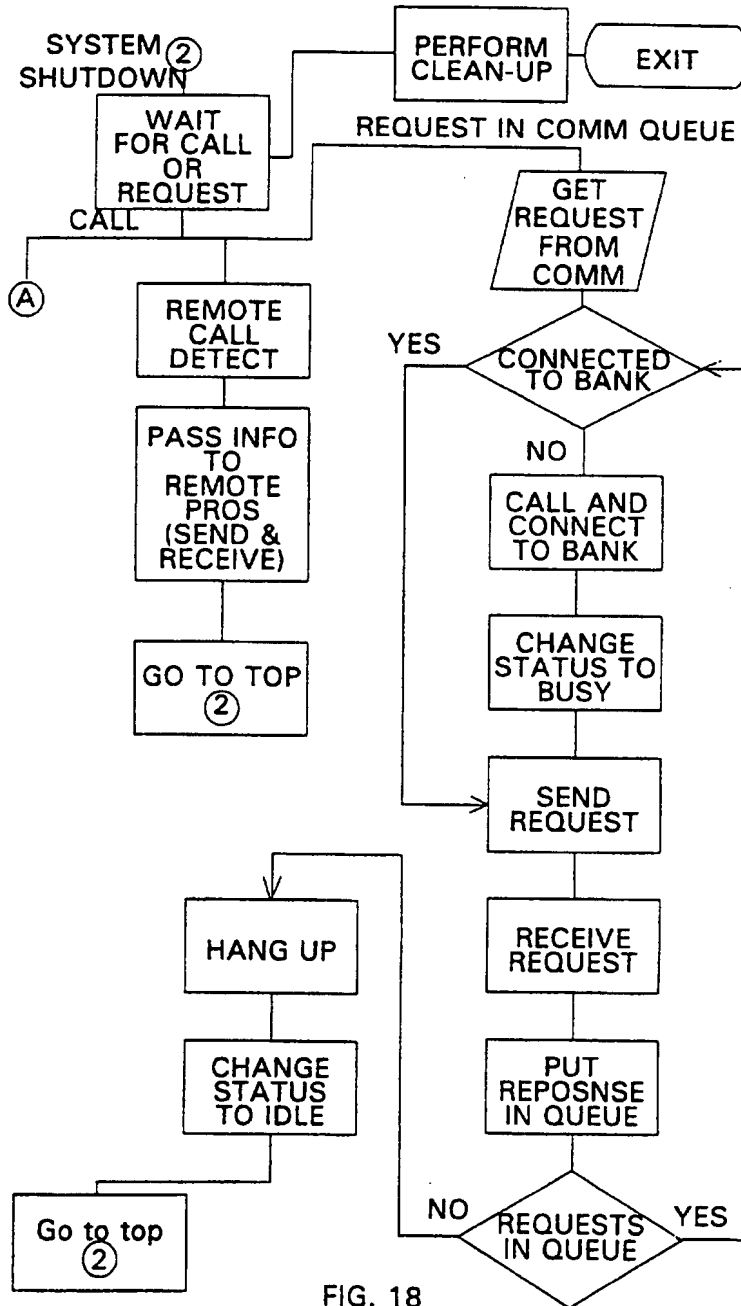 SYSTEM ②
SHUTDOWN
PERFORM
CLEAN-UP
EXIT
WAIT
FOR CALL
OR
REQUEST
REQUEST IN COMM QUEUE
CALL
A
GET
REQUEST
FROM
COMM
REMOTE
CALL
DETECT
YES
CONNECTED
TO BANK
NO
PASS INFO
TO
REMOTE
PROS
(SEND &
RECEIVE)
CALL AND
CONNECT
TO BANK
GO TO TOP
②
CHANGE
STATUS TO
BUSY
SEND
REQUEST
HANG UP
RECEIVE
REQUEST
CHANGE
STATUS
TO IDLE
PUT
REPOSNSE
IN QUEUE
Go to top
②
NO
REQUESTS
IN QUEUE
YES
FIG. 18